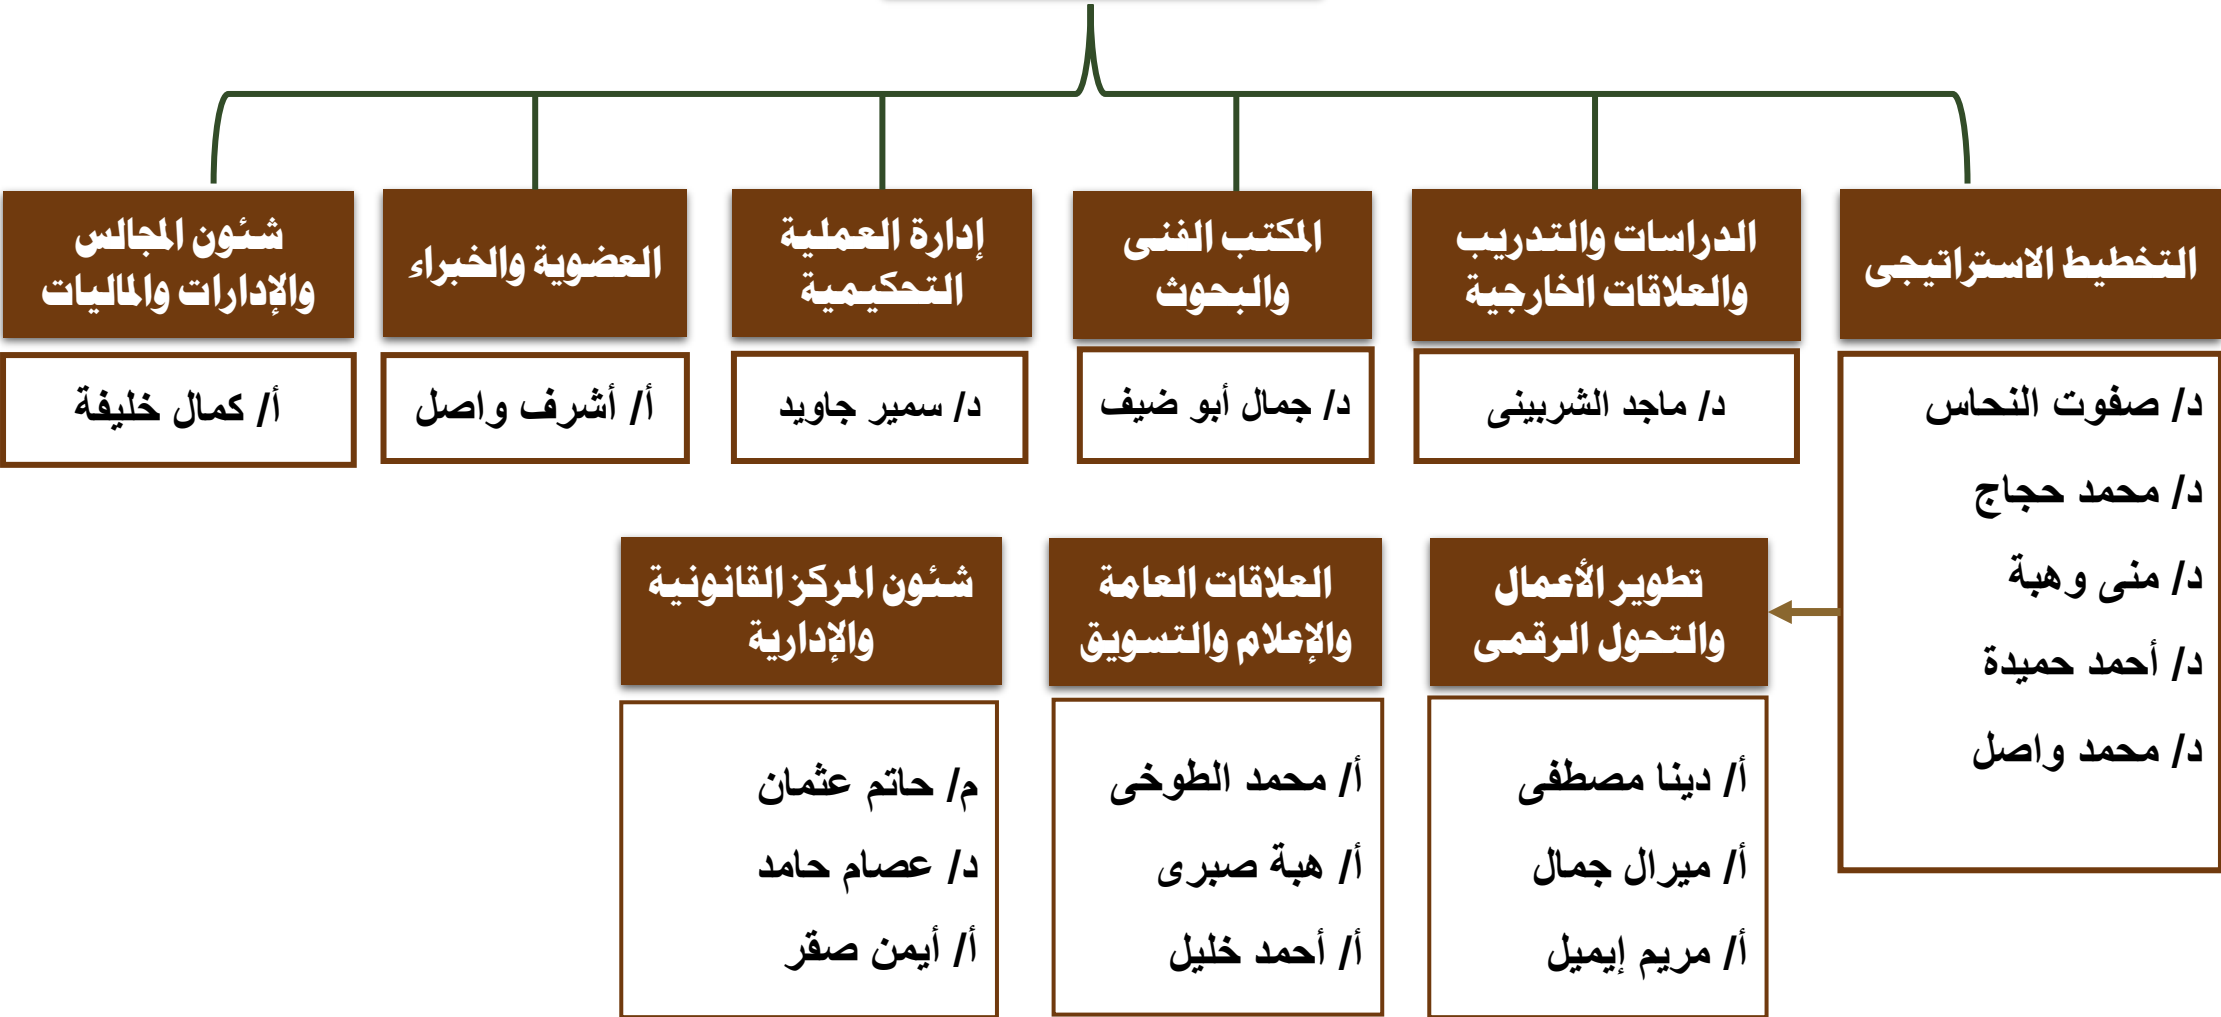 التخطيط الاستراتيجى
د/ صفوت النحاس
د/ محمد حجاج
د/ منى وهبة
د/ أحمد حميدة
د/ محمد واصل
الدراسات والتدريب
والعلاقات الخارجية
د/ ماجد الشربينى
المكتب الفنى
والبحوث
د/ جمال أبو ضيف
إدارة العملية
التحكيمية
د/ سمير جاويد
العضوية والخبراء
أ/ أشرف واصل
شئون المجالس
والإدارات والماليات
أ/ كمال خليفة
تطوير الأعمال
والتحول الرقمى
أ/ دينا مصطفى
أ/ ميرال جمال
أ/ مريم إيميل
العلاقات العامة
والإعلام والتسويق
أ/ محمد الطوخى
أ/ هبة صبرى
أ/ أحمد خليل
شئون المركز القانونية
والإدارية
م/ حاتم عثمان
د/ عصام حامد
أ/ أيمن صقر